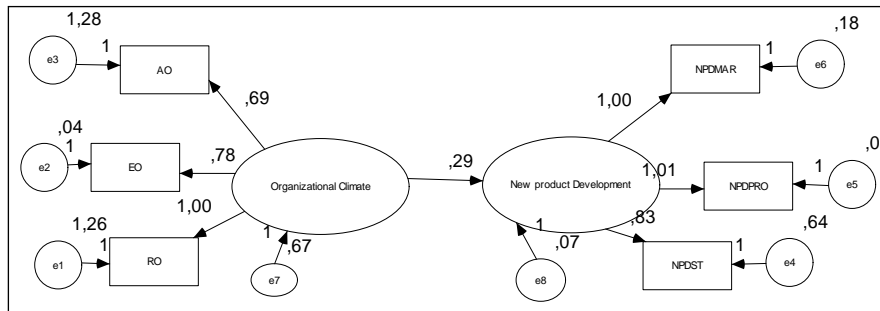 1,28
,18
e3
1
AO
NPDMAR
1
e6
,69
1,00
,04
e2
1
EO
,78
Organizational Climate
,29
New product Development
1,01
NPDPRO
1
,0
e5
1,00
1,26
e1
1
RO
1
,67
e7
1
,07
e8
,83
NPDST
1
,64
e4